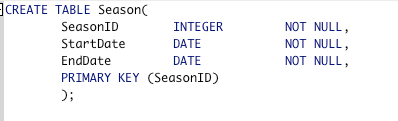 CREATE TABLE Season(
SeasonID INTEGER NOT NULL,
StartDate DATE NOT NULL,
EndDate DATE NOT NULL,
PRIMARY KEY (SeasonID)
);